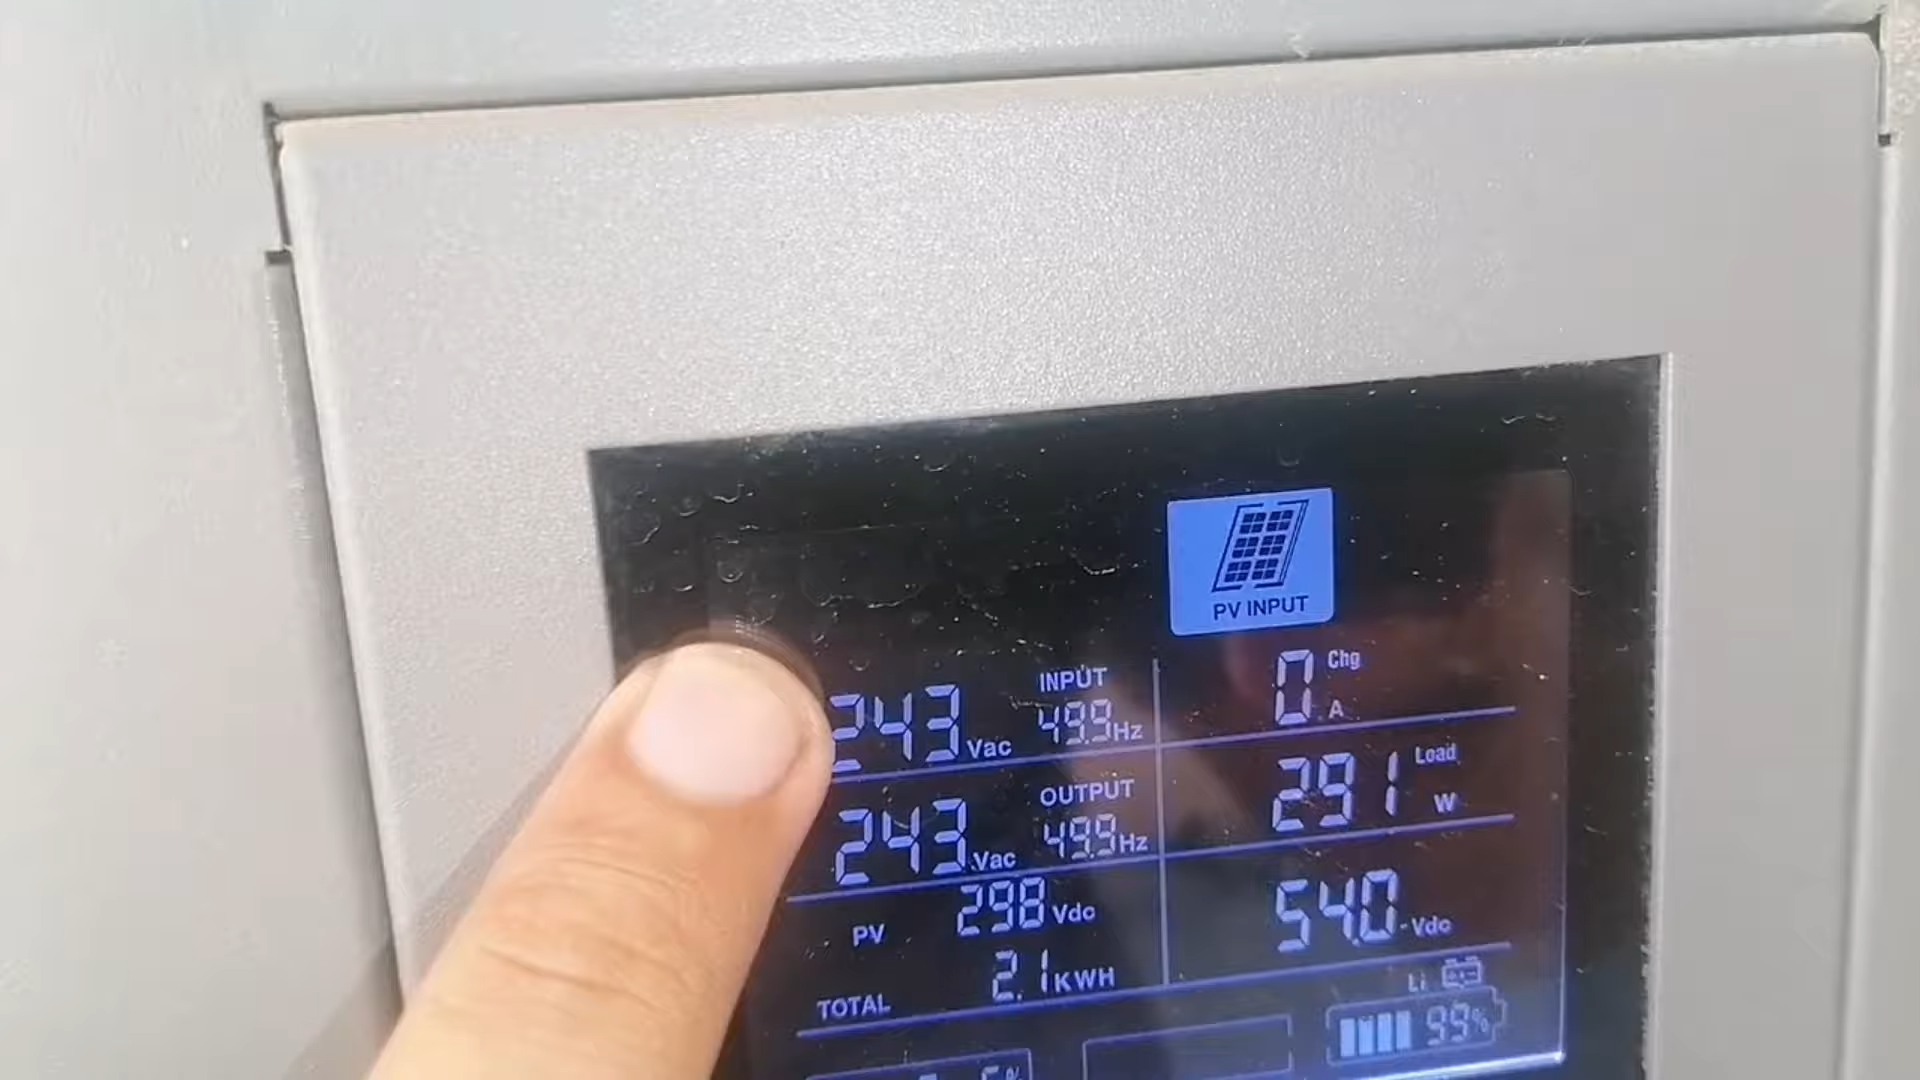 PV INPUT
243 Vac INPUT 49.9 Hz
0 A Chg
243 Vac OUTPUT 49.9 Hz
291 W Load
PV 298 Vdc
54.0 Vdc
TOTAL 2.1 KWH
Li
99%